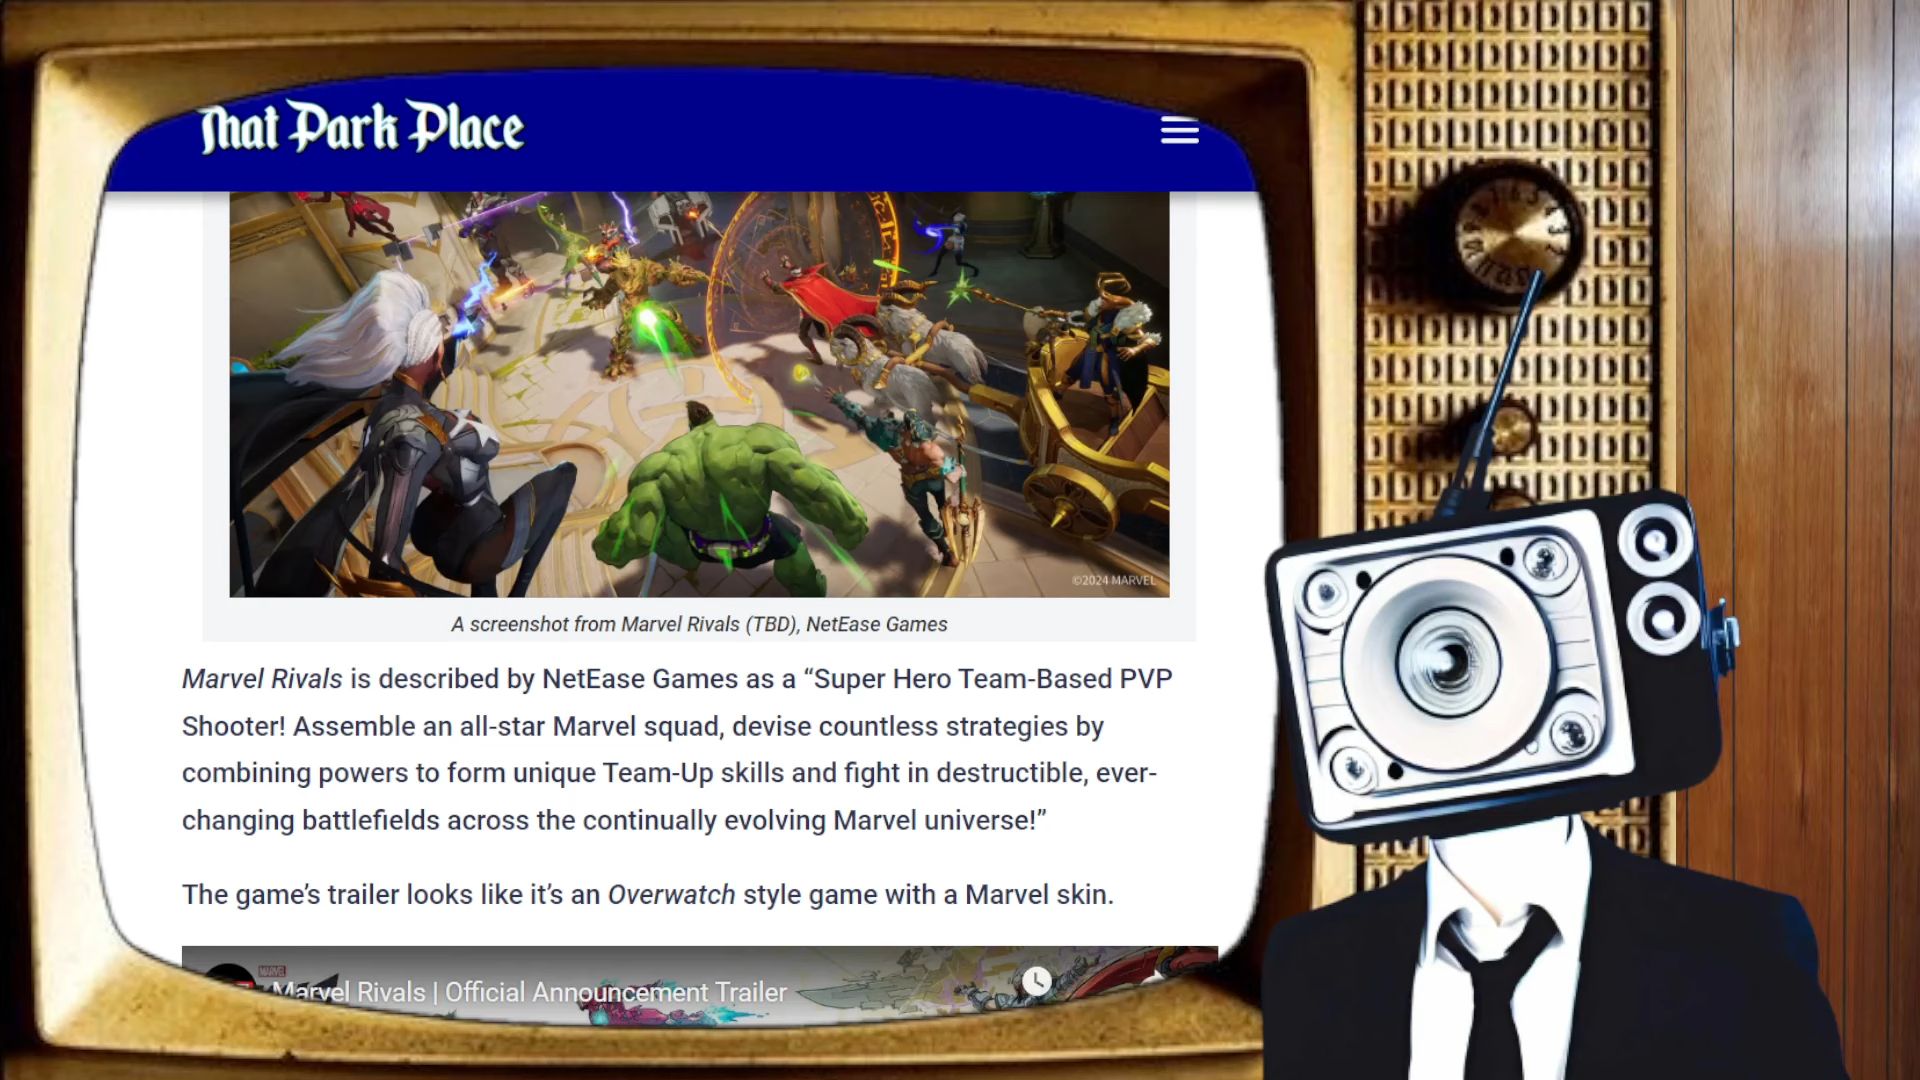 That Park Place
©2024 MARVEL
A screenshot from Marvel Rivals (TBD), NetEase Games
Marvel Rivals is described by NetEase Games as a “Super Hero Team-Based PVP
Shooter! Assemble an all-star Marvel squad, devise countless strategies by
combining powers to form unique Team-Up skills and fight in destructible, ever-
changing battlefields across the continually evolving Marvel universe!”
The game’s trailer looks like it’s an Overwatch style game with a Marvel skin.
MARVEL
Marvel Rivals | Official Announcement Trailer